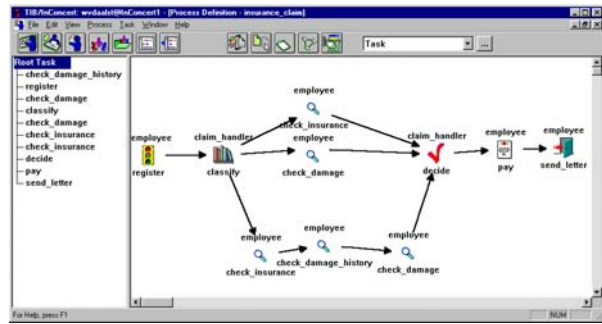 TIB/InConcert: wvdaalst@InConcert1 - [Process Definition - insurance_claim]
File Edit View Process Task Window Help
Task
...
Root Task
check_damage_history
register
check_damage
classify
check_damage
check_insurance
check_insurance
decide
pay
send_letter
employee
check_insurance
employee
register
claim_handler
classify
employee
check_damage
claim_handler
decide
employee
pay
employee
send_letter
employee
check_insurance
employee
check_damage_history
employee
check_damage
For Help, press F1
NUM